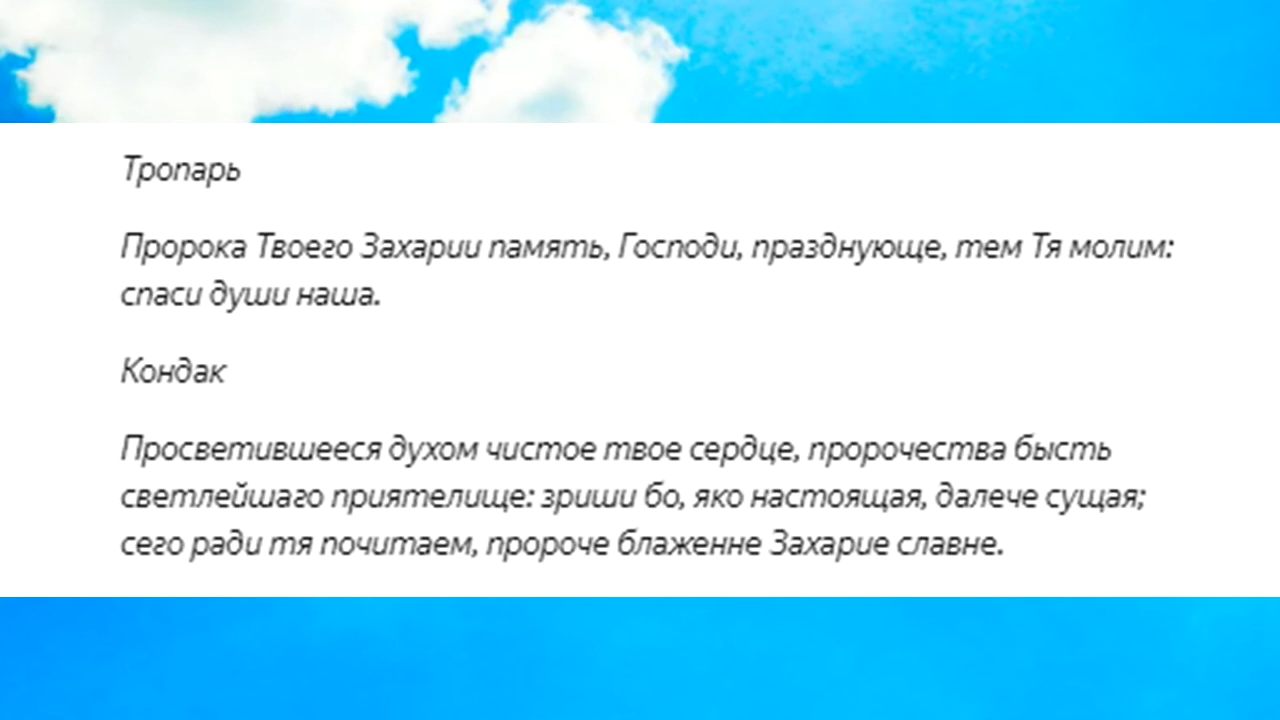 Тропарь
Пророка Твоего Захарии память, Господи, празднующе, тем Тя молим:
спаси души наша.
Кондак
Просветившееся духом чистое твое сердце, пророчества бысть
светлейшаго приятелище: зриши бо, яко настоящая, далече сущая;
сего ради тя почитаем, пророче блаженне Захарие славне.